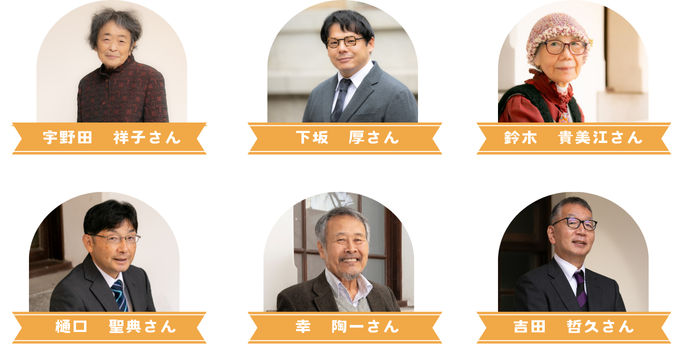 宇野田　祥子さん
下坂　厚さん
鈴木　貴美江さん
樋口　聖典さん
幸　陶一さん
吉田　哲久さん